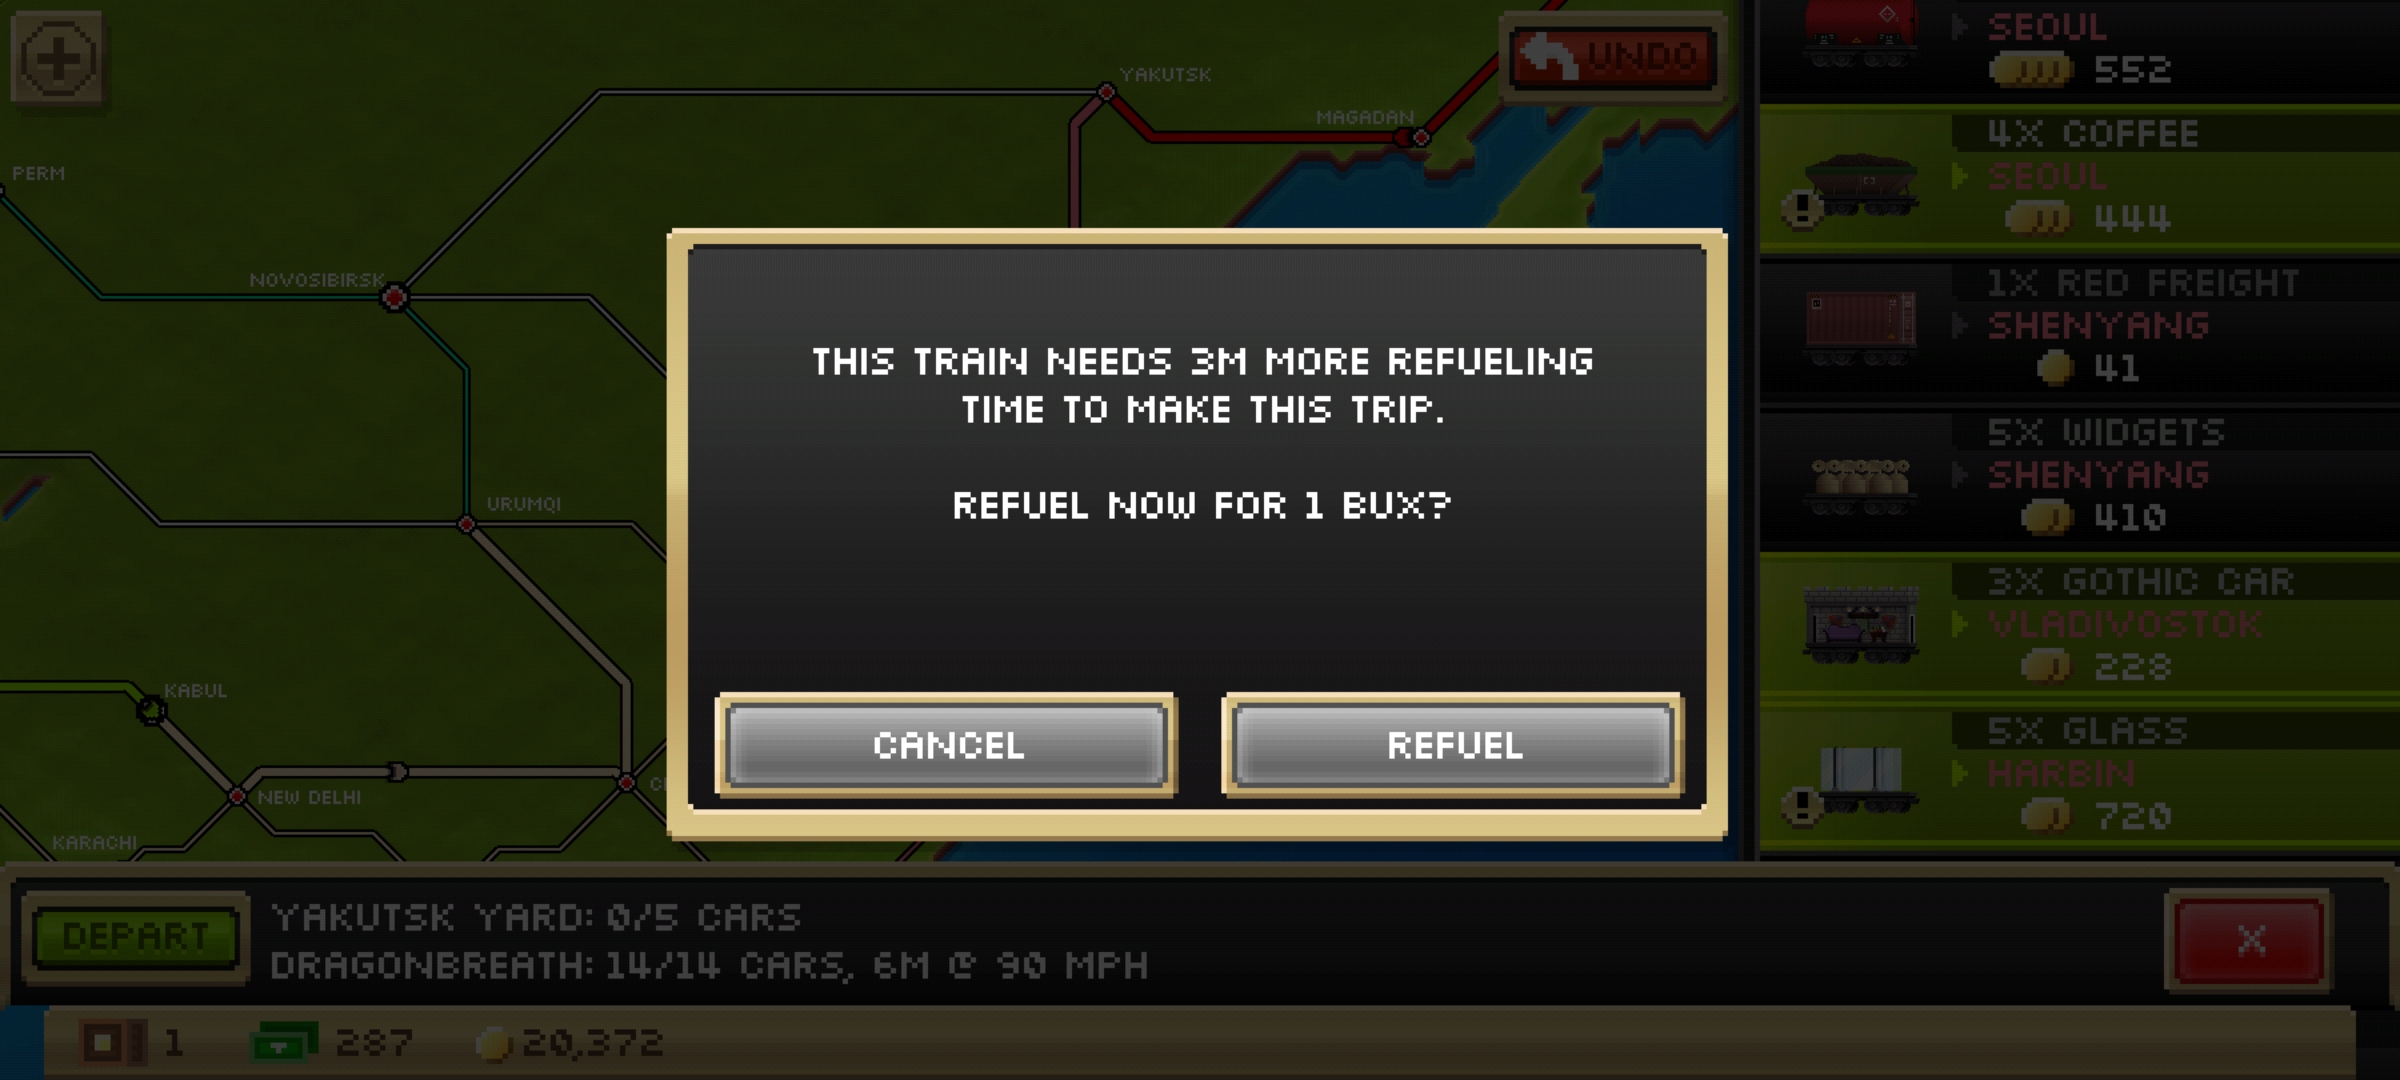 UNDO
YAKUTSK
MAGADAN
PERM
NOVOSIBIRSK
URUMQI
KABUL
NEW DELHI
KARACHI
SEOUL
552
4X COFFEE
SEOUL
444
1X RED FREIGHT
SHENYANG
41
5X WIDGETS
SHENYANG
410
3X GOTHIC CAR
VLADIVOSTOK
228
5X GLASS
HARBIN
720
THIS TRAIN NEEDS 3M MORE REFUELING
TIME TO MAKE THIS TRIP.
REFUEL NOW FOR 1 BUX?
CANCEL
REFUEL
DEPART
YAKUTSK YARD: 0/5 CARS
DRAGONBREATH: 14/14 CARS, 6M @ 90 MPH
X
1
287
20,372